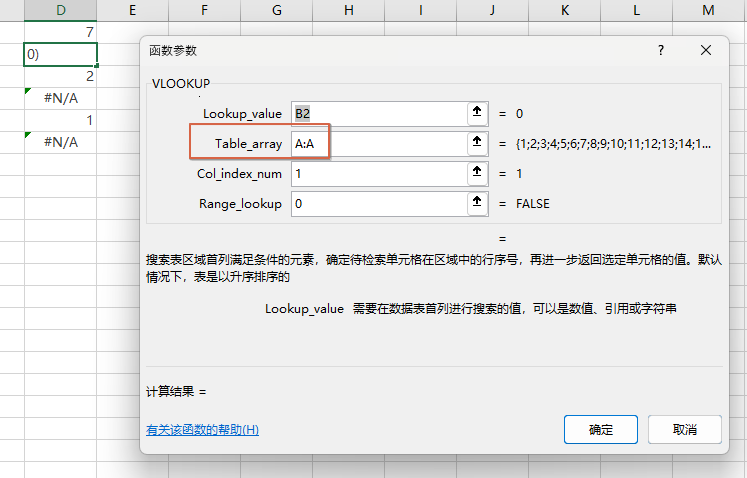 D E F G H I J K L M
7
0)
2
#N/A
1
#N/A
函数参数 ?
VLOOKUP
Lookup_value B2 = 0
Table_array A:A = {1;2;3;4;5;6;7;8;9;10;11;12;13;14;1...
Col_index_num 1 = 1
Range_lookup 0 = FALSE
=
搜索表区域首列满足条件的元素，确定待检索单元格在区域中的行序号，再进一步返回选定单元格的值。默认
情况下，表是以升序排序的
Lookup_value 需要在数据表首列进行搜索的值，可以是数值、引用或字符串
计算结果 =
有关该函数的帮助(H) 确定 取消